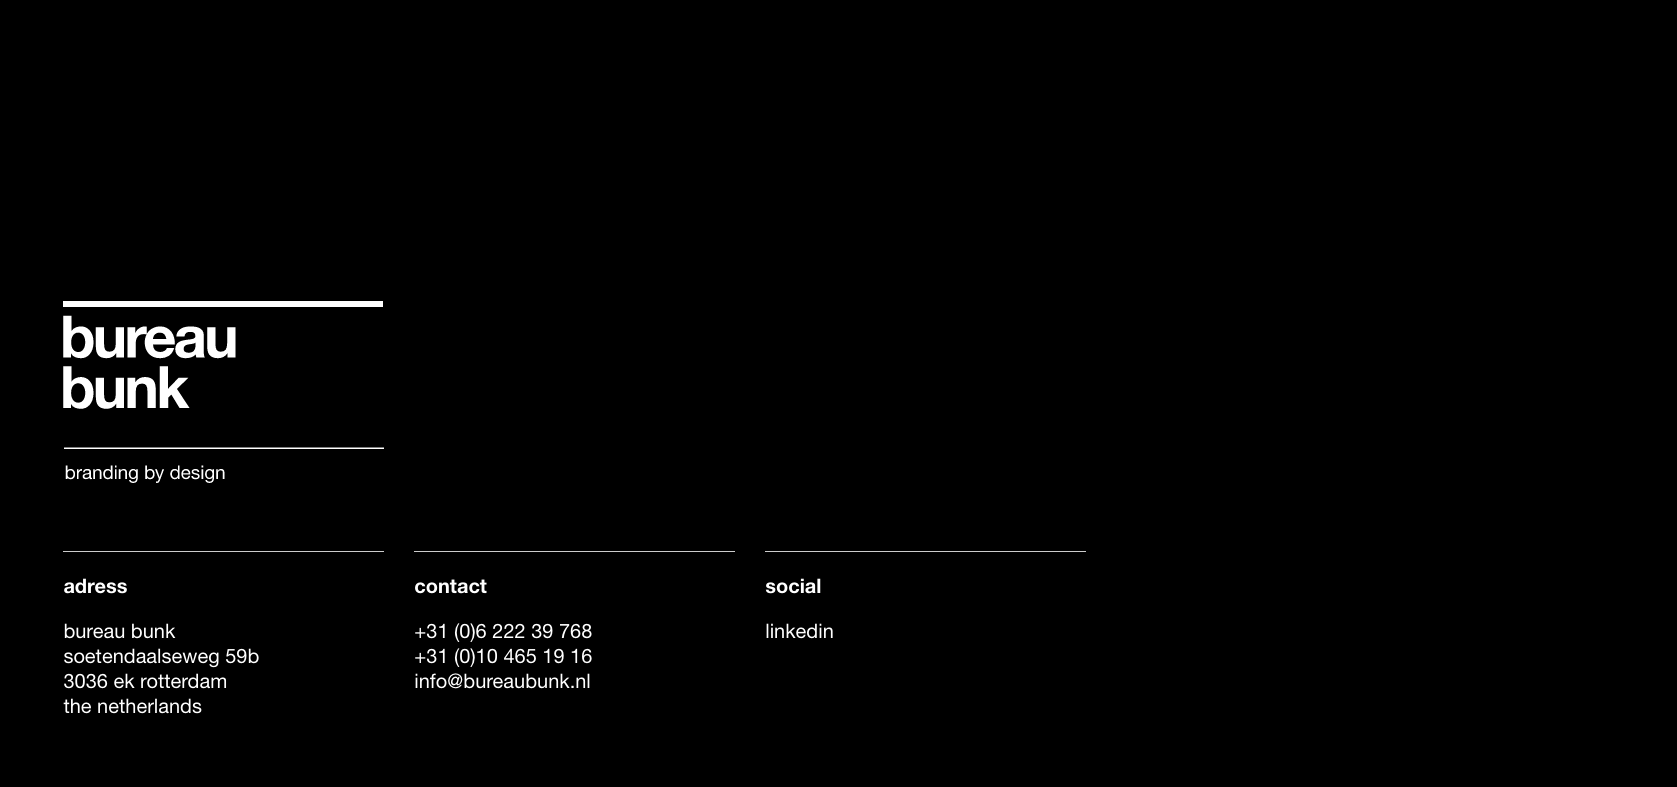 bureau
bunk
branding by design
adress
bureau bunk
soetendaalseweg 59b
3036 ek rotterdam
the netherlands
contact
+31 (0)6 222 39 768
+31 (0)10 465 19 16
info@bureaubunk.nl
social
linkedin